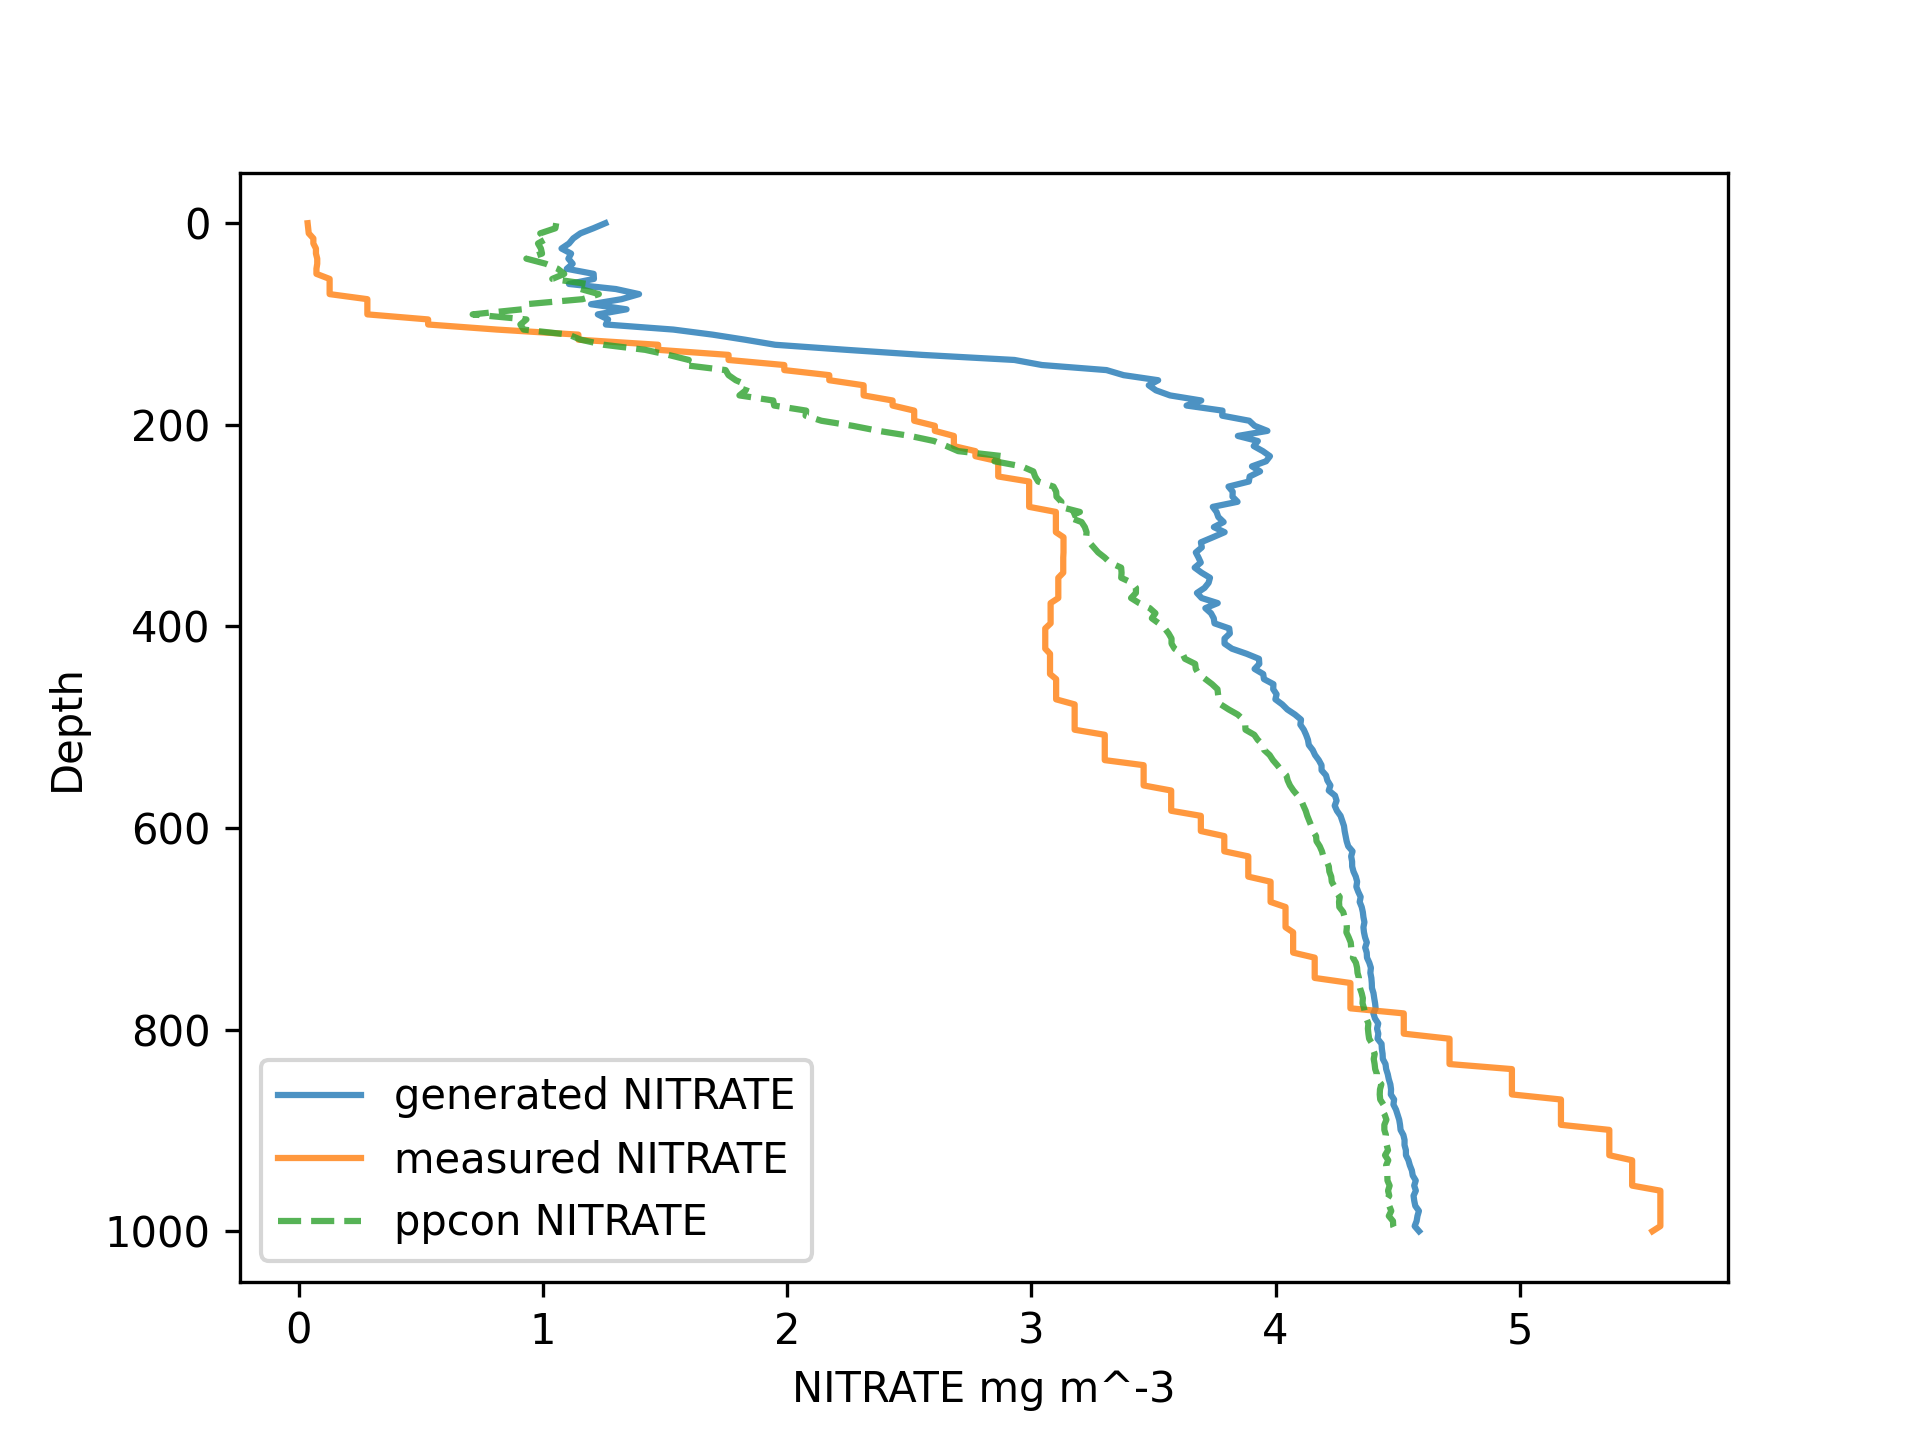 0
200
400
600
800
1000
Depth
generated NITRATE
measured NITRATE
ppcon NITRATE
0 1 2 3 4 5
NITRATE mg m^-3